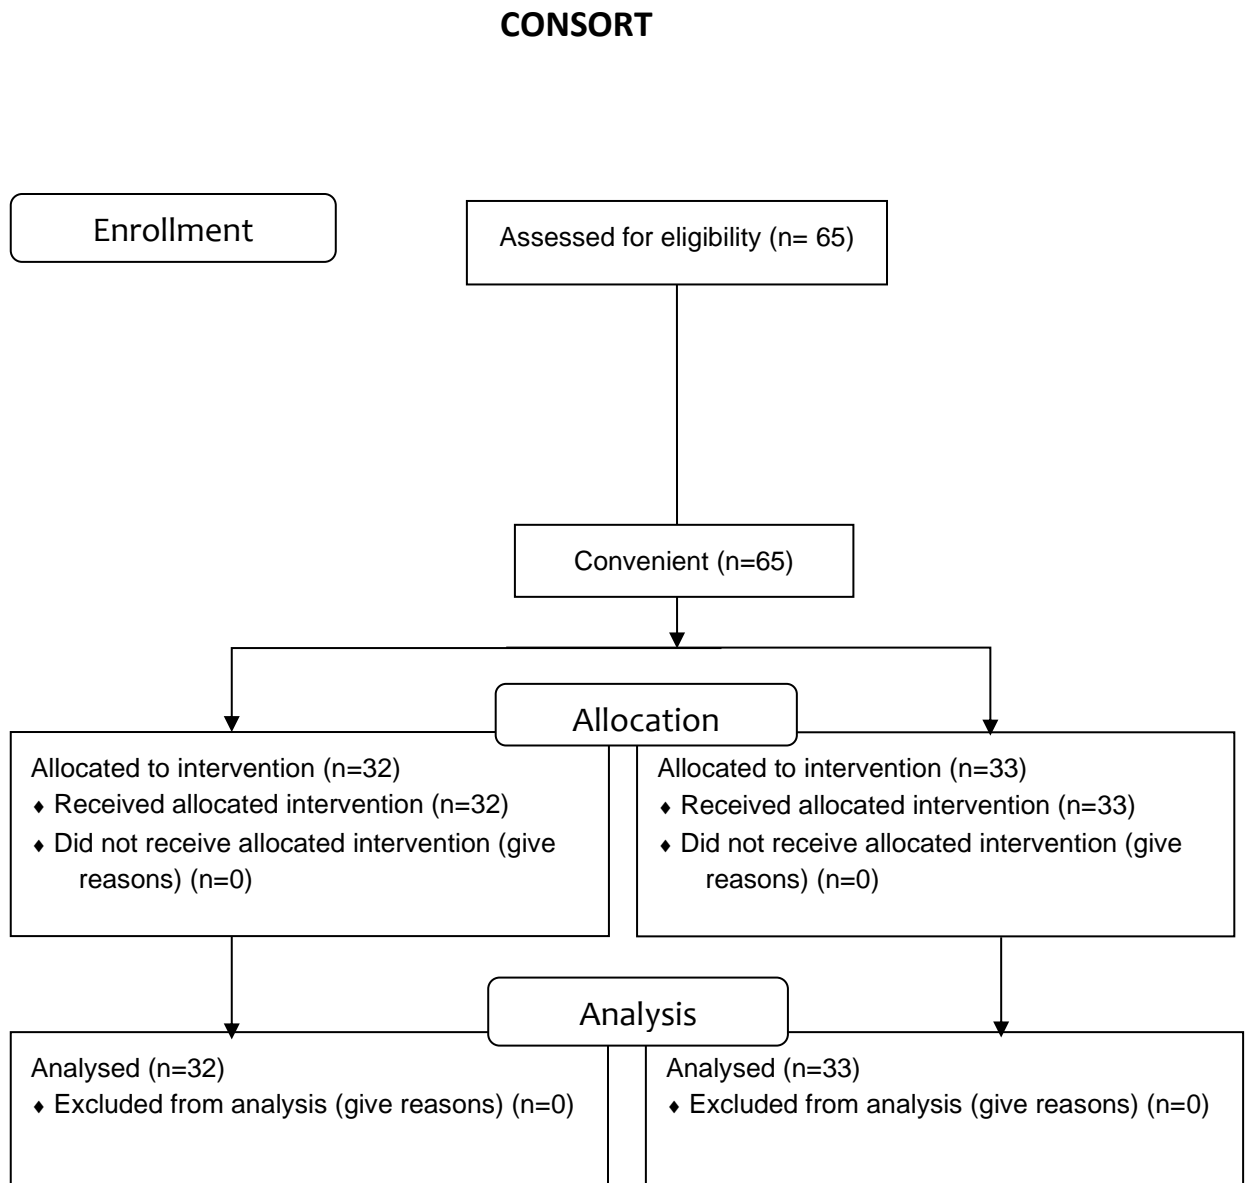 CONSORT
Enrollment
Assessed for eligibility (n= 65)
Convenient (n=65)
Allocation
Allocated to intervention (n=32)
♦ Received allocated intervention (n=32)
♦ Did not receive allocated intervention (give
reasons) (n=0)
Allocated to intervention (n=33)
♦ Received allocated intervention (n=33)
♦ Did not receive allocated intervention (give
reasons) (n=0)
Analysis
Analysed (n=32)
♦ Excluded from analysis (give reasons) (n=0)
Analysed (n=33)
♦ Excluded from analysis (give reasons) (n=0)